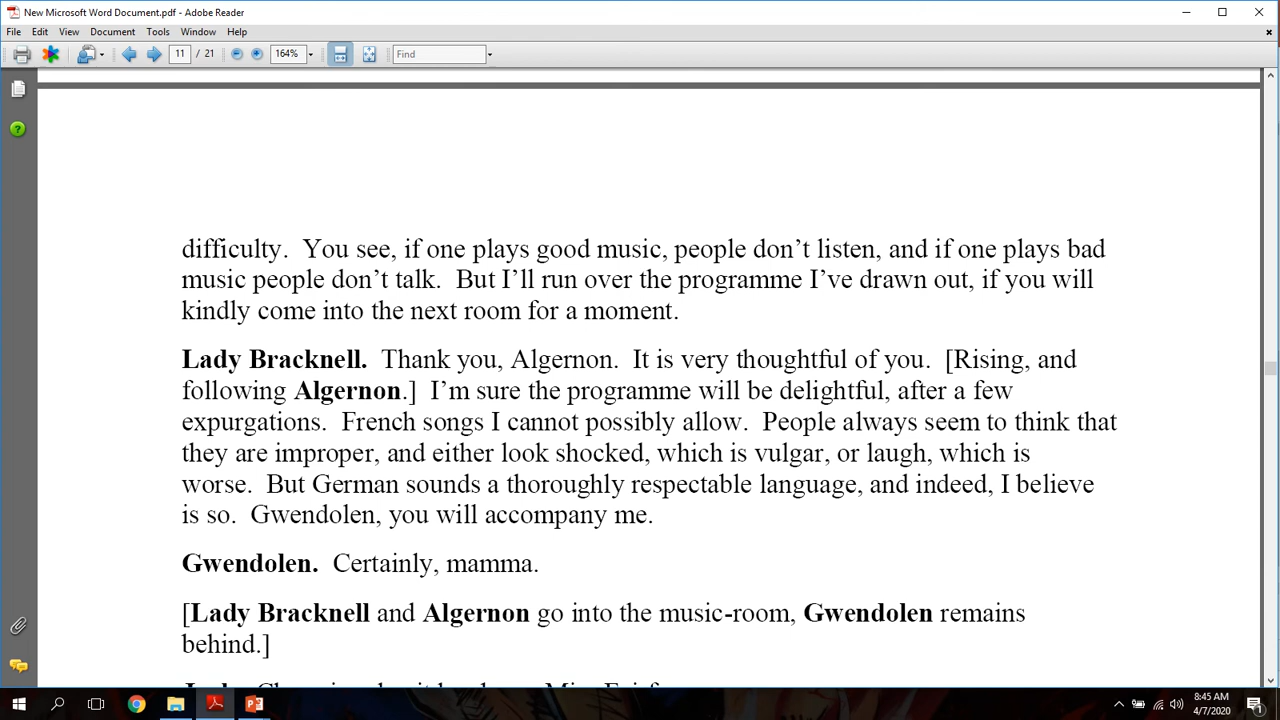 New Microsoft Word Document.pdf - Adobe Reader
File Edit View Document Tools Window Help
11 / 21 164% Find
difficulty. You see, if one plays good music, people don’t listen, and if one plays bad
music people don’t talk. But I’ll run over the programme I’ve drawn out, if you will
kindly come into the next room for a moment.
Lady Bracknell. Thank you, Algernon. It is very thoughtful of you. [Rising, and
following Algernon.] I’m sure the programme will be delightful, after a few
expurgations. French songs I cannot possibly allow. People always seem to think that
they are improper, and either look shocked, which is vulgar, or laugh, which is
worse. But German sounds a thoroughly respectable language, and indeed, I believe
is so. Gwendolen, you will accompany me.
Gwendolen. Certainly, mamma.
[Lady Bracknell and Algernon go into the music-room, Gwendolen remains
behind.]
8:45 AM
4/7/2020